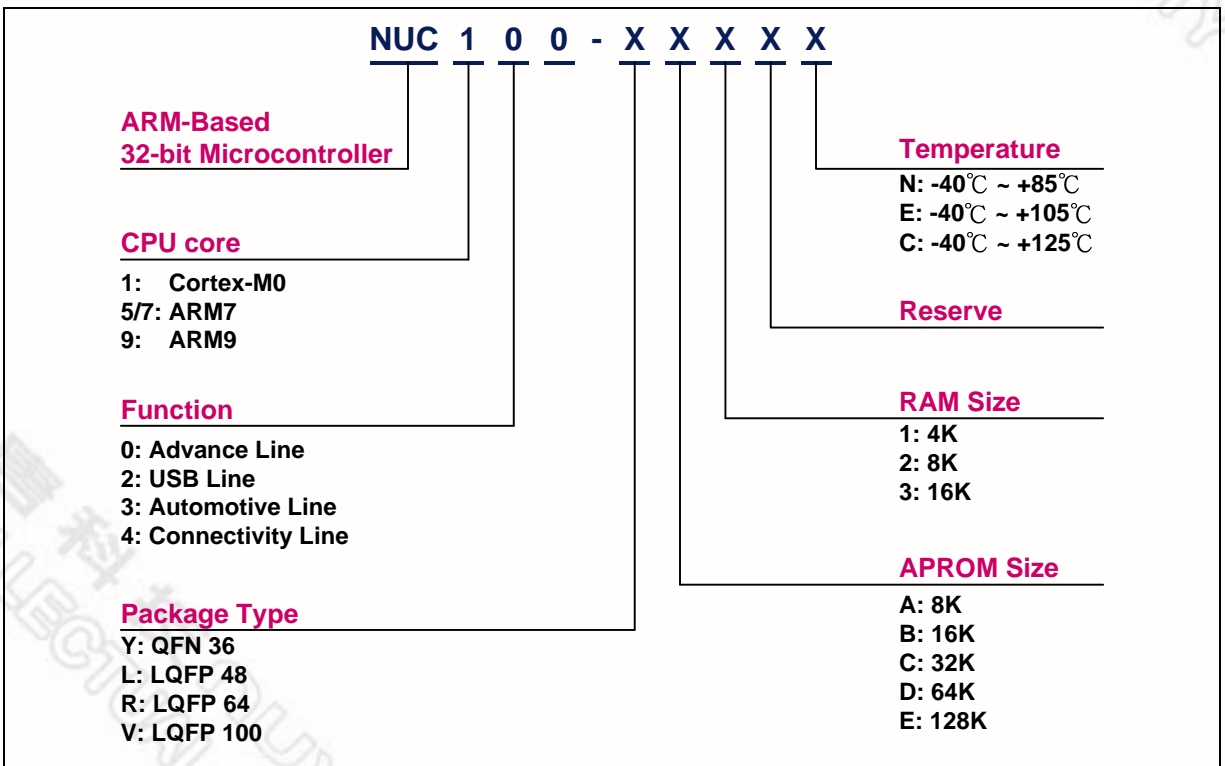 NUC 1 0 0 - X X X X X
ARM-Based
32-bit Microcontroller
CPU core
1: Cortex-M0
5/7: ARM7
9: ARM9
Function
0: Advance Line
2: USB Line
3: Automotive Line
4: Connectivity Line
Package Type
Y: QFN 36
L: LQFP 48
R: LQFP 64
V: LQFP 100
Temperature
N: -40℃ ~ +85℃
E: -40℃ ~ +105℃
C: -40℃ ~ +125℃
Reserve
RAM Size
1: 4K
2: 8K
3: 16K
APROM Size
A: 8K
B: 16K
C: 32K
D: 64K
E: 128K